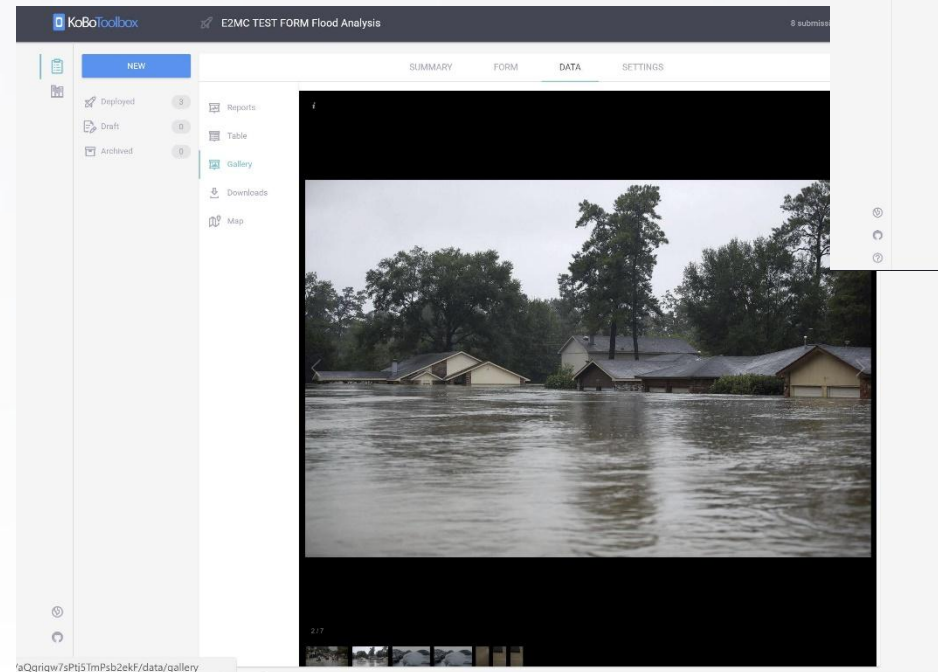 KoBoToolbox
E2MC TEST FORM Flood Analysis
8 submissi
NEW
SUMMARY
FORM
DATA
SETTINGS
Deployed 3
Draft 0
Archived 0
Reports
Table
Gallery
Downloads
Map
i
2/7
/aQqriqw7sPtj5TmPsb2ekF/data/gallery